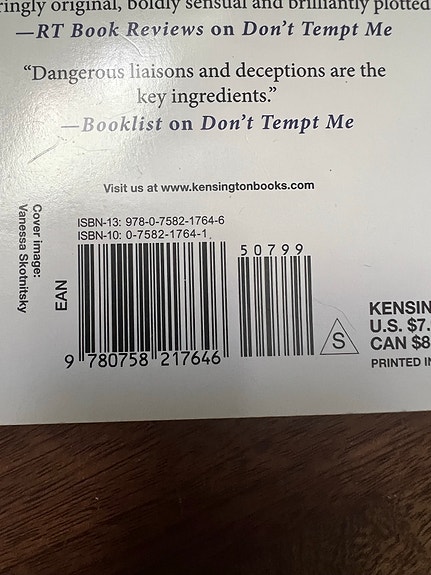 ringly original, boldly sensual and brilliantly plotted
—RT Book Reviews on Don't Tempt Me
“Dangerous liaisons and deceptions are the
key ingredients.”
—Booklist on Don't Tempt Me
Visit us at www.kensingtonbooks.com
Cover image:
Vanessa Skotnitsky
ISBN-13: 978-0-7582-1764-6
ISBN-10: 0-7582-1764-1
EAN
50799
9 780758 217646
S
KENSIN
U.S. $7.
CAN $8
PRINTED IN